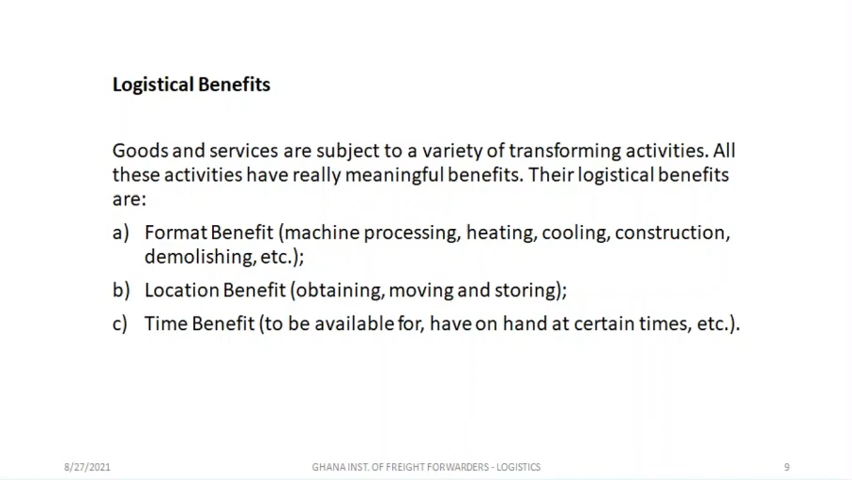 Logistical Benefits
Goods and services are subject to a variety of transforming activities. All
these activities have really meaningful benefits. Their logistical benefits
are:
a) Format Benefit (machine processing, heating, cooling, construction,
demolishing, etc.);
b) Location Benefit (obtaining, moving and storing);
c) Time Benefit (to be available for, have on hand at certain times, etc.).
8/27/2021 GHANA INST. OF FREIGHT FORWARDERS - LOGISTICS 9